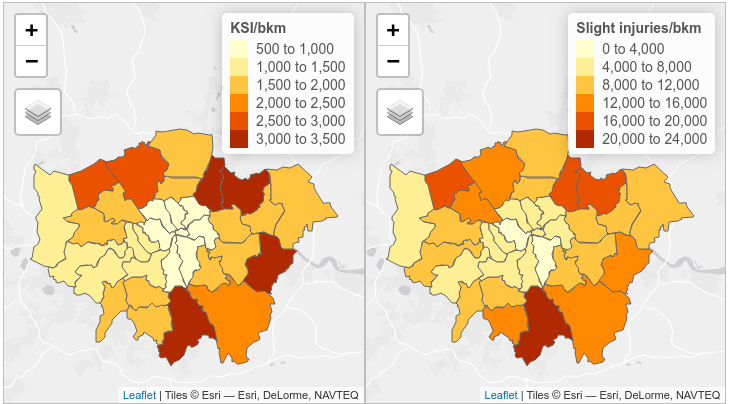 +
−
KSI/bkm
500 to 1,000
1,000 to 1,500
1,500 to 2,000
2,000 to 2,500
2,500 to 3,000
3,000 to 3,500
Leaflet | Tiles © Esri — Esri, DeLorme, NAVTEQ
+
−
Slight injuries/bkm
0 to 4,000
4,000 to 8,000
8,000 to 12,000
12,000 to 16,000
16,000 to 20,000
20,000 to 24,000
Leaflet | Tiles © Esri — Esri, DeLorme, NAVTEQ